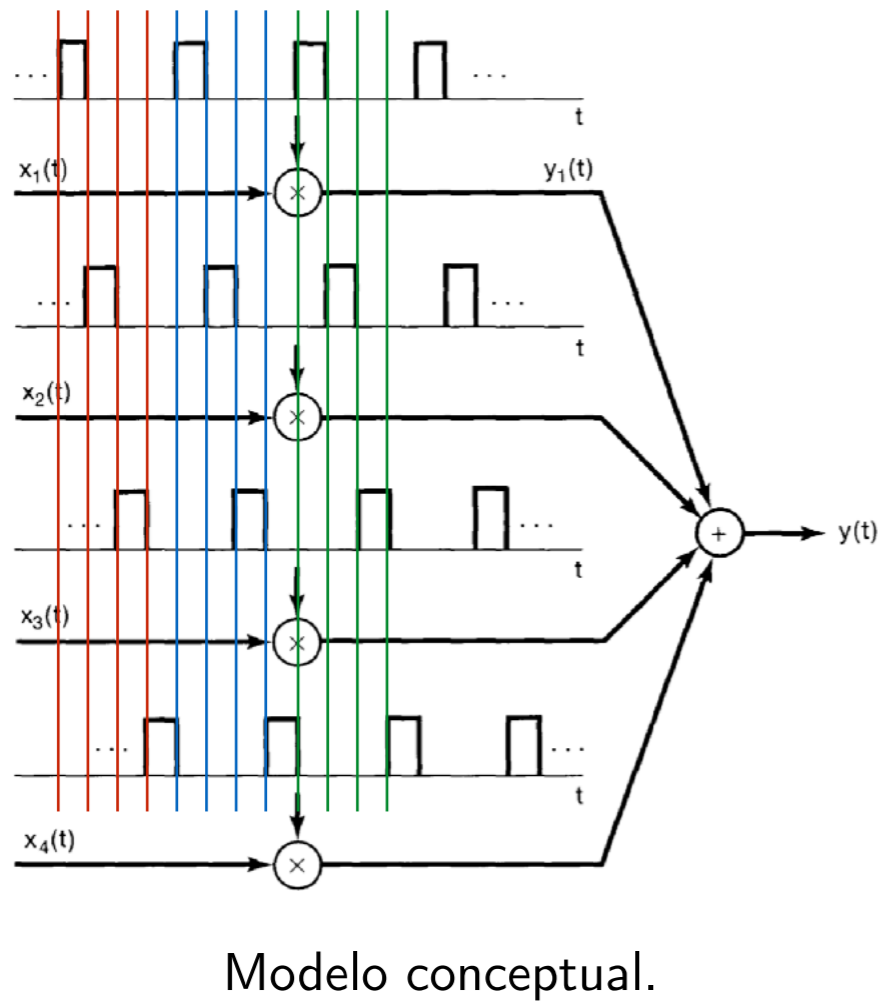 ... ...
t
x₁(t) y₁(t)
×
... ...
t
x₂(t)
×
... ...
t
+ y(t)
x₃(t)
×
... ...
t
x₄(t)
×
Modelo conceptual.